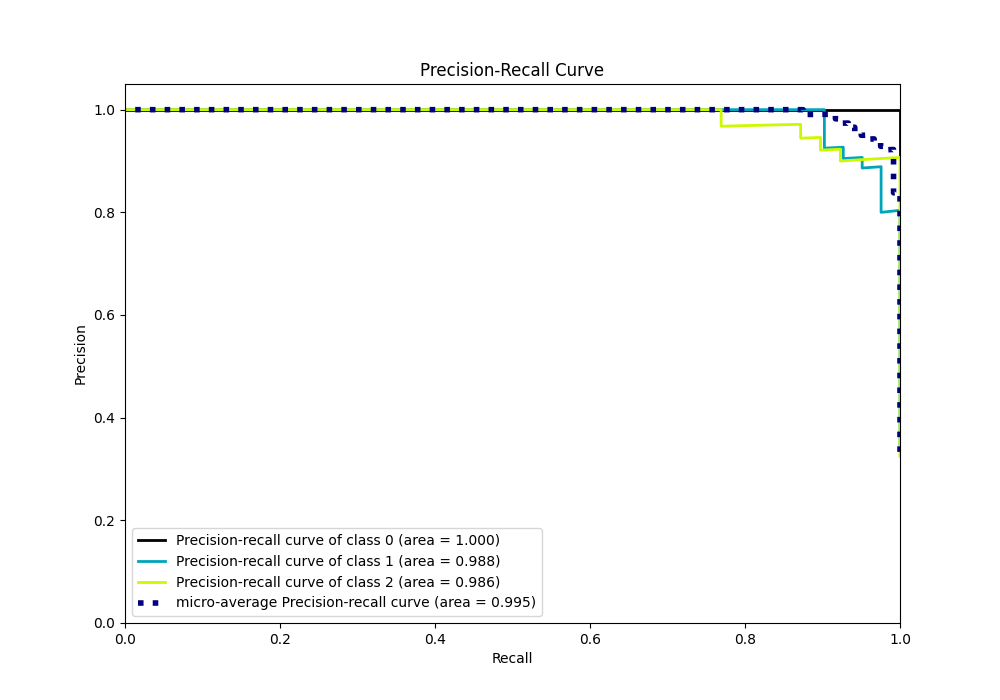 Precision-Recall Curve
1.0
0.8
0.6
0.4
0.2
0.0
Precision
Precision-recall curve of class 0 (area = 1.000)
Precision-recall curve of class 1 (area = 0.988)
Precision-recall curve of class 2 (area = 0.986)
micro-average Precision-recall curve (area = 0.995)
0.0 0.2 0.4 0.6 0.8 1.0
Recall